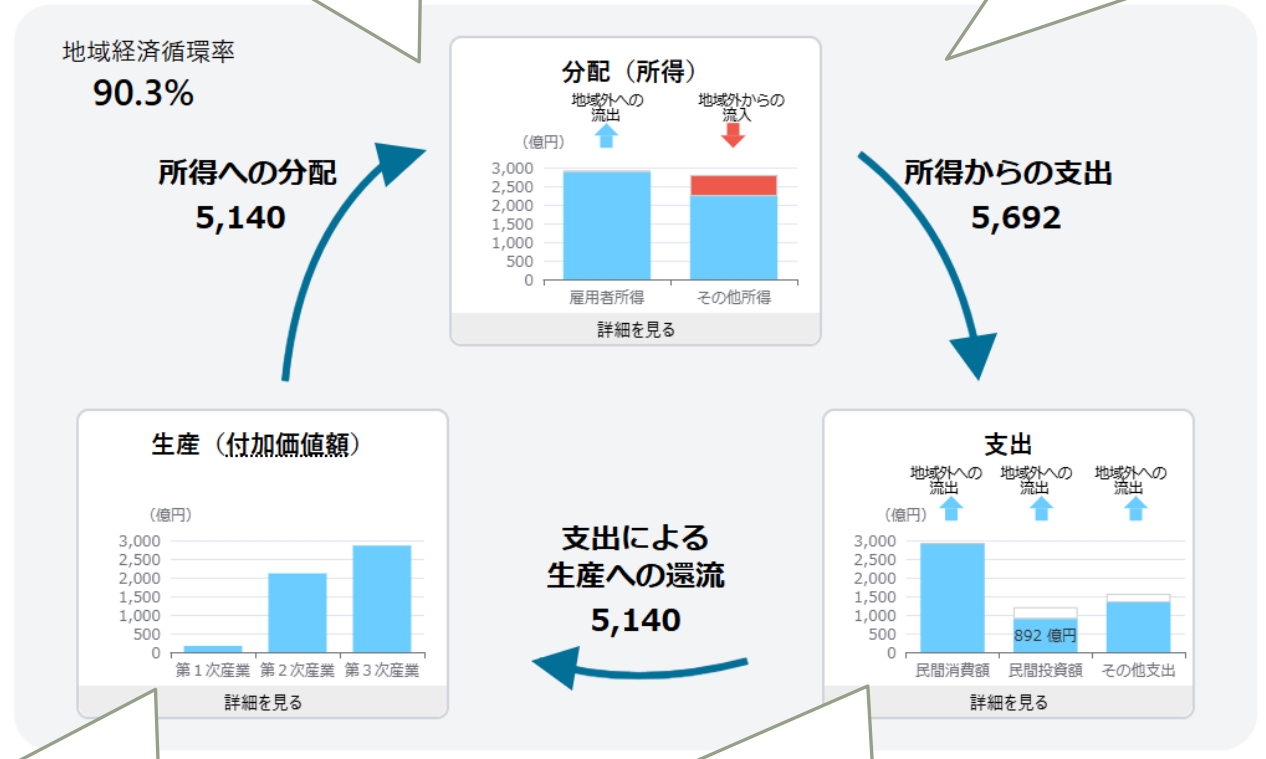 地域経済循環率
90.3%
分配（所得）
地域外への
流出
地域外からの
流入
（億円）
3,000
2,500
2,000
1,500
1,000
500
0
雇用者所得
その他所得
詳細を見る
所得への分配
5,140
所得からの支出
5,692
生産（付加価値額）
（億円）
3,000
2,500
2,000
1,500
1,000
500
0
第１次産業
第２次産業
第３次産業
詳細を見る
支出による
生産への還流
5,140
支出
地域外への
流出
地域外への
流出
地域外への
流出
（億円）
3,000
2,500
2,000
1,500
1,000
500
0
892 億円
民間消費額
民間投資額
その他支出
詳細を見る